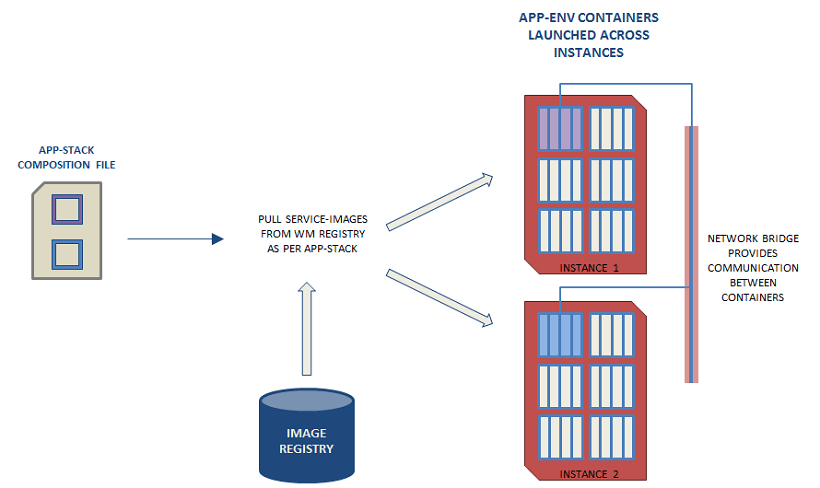 APP-ENV CONTAINERS
LAUNCHED ACROSS
INSTANCES
APP-STACK
COMPOSITION FILE
PULL SERVICE-IMAGES
FROM WM REGISTRY
AS PER APP-STACK
INSTANCE 1
NETWORK BRIDGE
PROVIDES
COMMUNICATION
BETWEEN
CONTAINERS
IMAGE
REGISTRY
INSTANCE 2